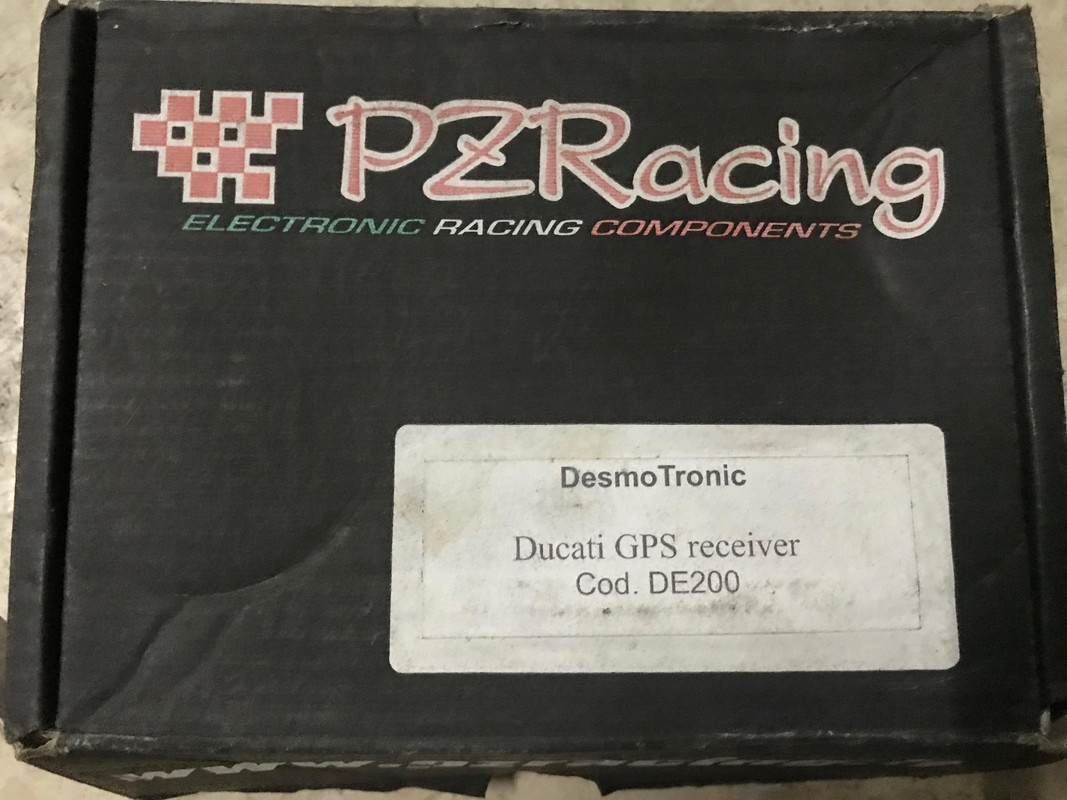 PZRacing
ELECTRONIC RACING COMPONENTS
DesmoTronic
Ducati GPS receiver
Cod. DE200